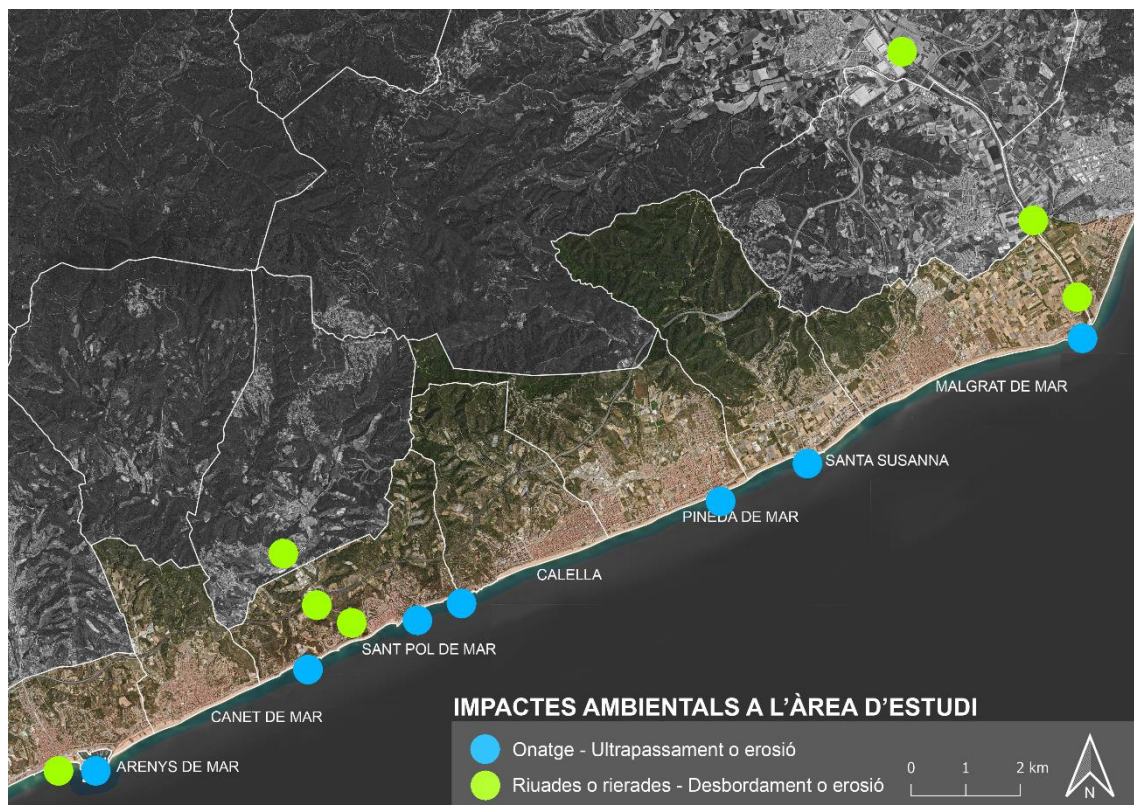 MALGRAT DE MAR
SANTA SUSANNA
PINEDA DE MAR
CALELLA
SANT POL DE MAR
CANET DE MAR
ARENYS DE MAR
IMPACTES AMBIENTALS A L'ÀREA D'ESTUDI
Onatge - Ultrapassament o erosió
Riuades o rierades - Desbordament o erosió
0 1 2 km
N